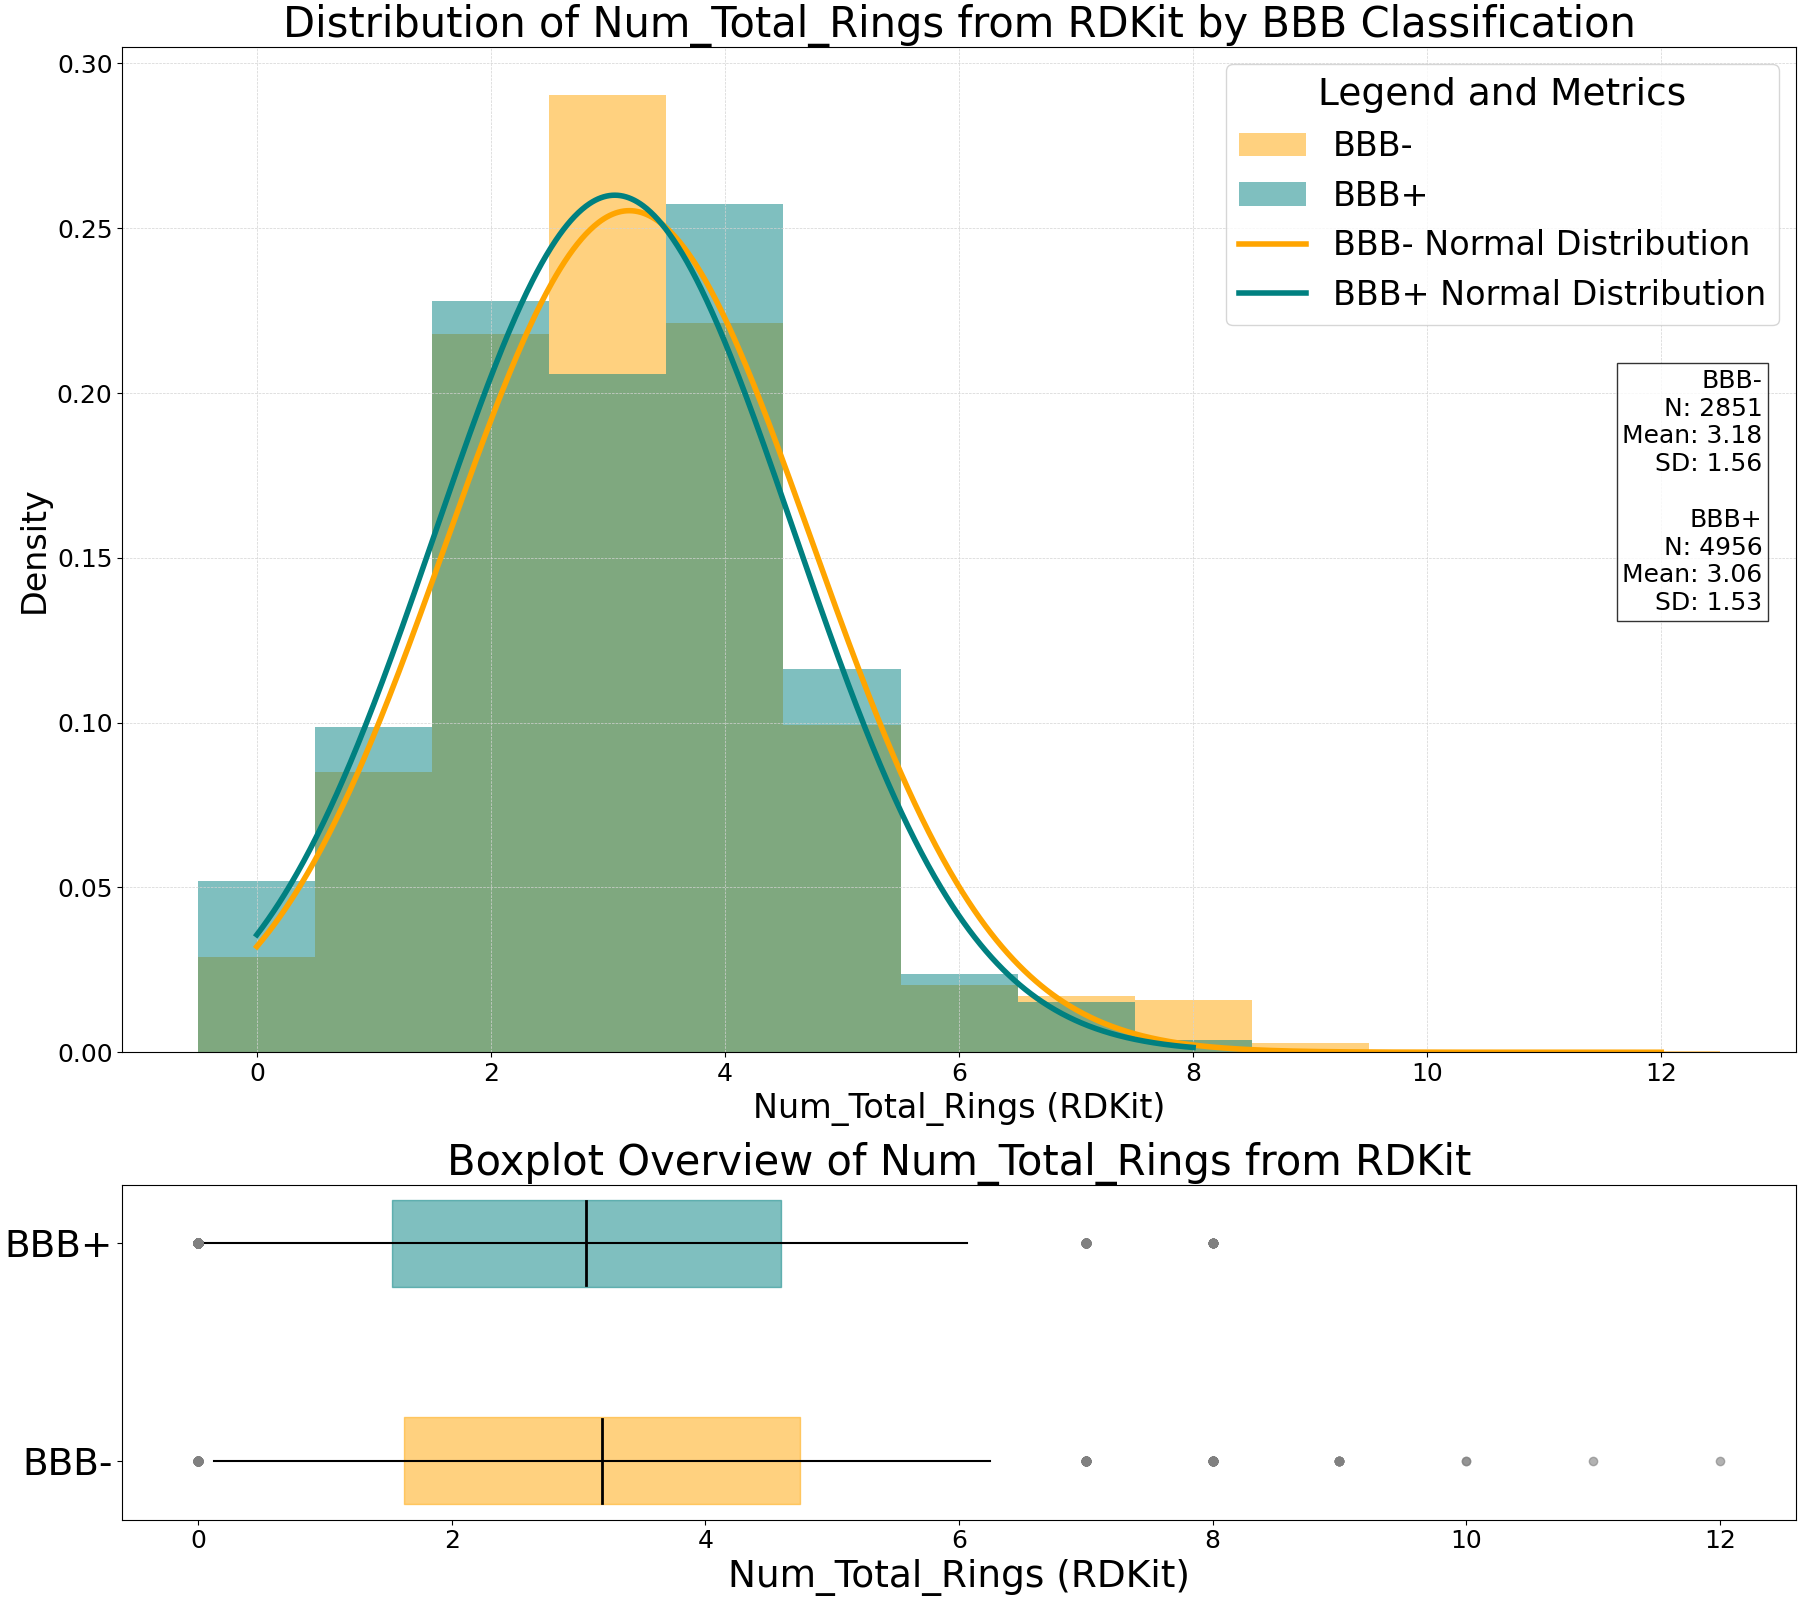 Distribution of Num_Total_Rings from RDKit by BBB Classification
0.30
0.25
0.20
0.15
0.10
0.05
0.00
Density
Legend and Metrics
BBB-
BBB+
BBB- Normal Distribution
BBB+ Normal Distribution
BBB-
N: 2851
Mean: 3.18
SD: 1.56
BBB+
N: 4956
Mean: 3.06
SD: 1.53
0 2 4 6 8 10 12
Num_Total_Rings (RDKit)
Boxplot Overview of Num_Total_Rings from RDKit
BBB+
BBB-
0 2 4 6 8 10 12
Num_Total_Rings (RDKit)